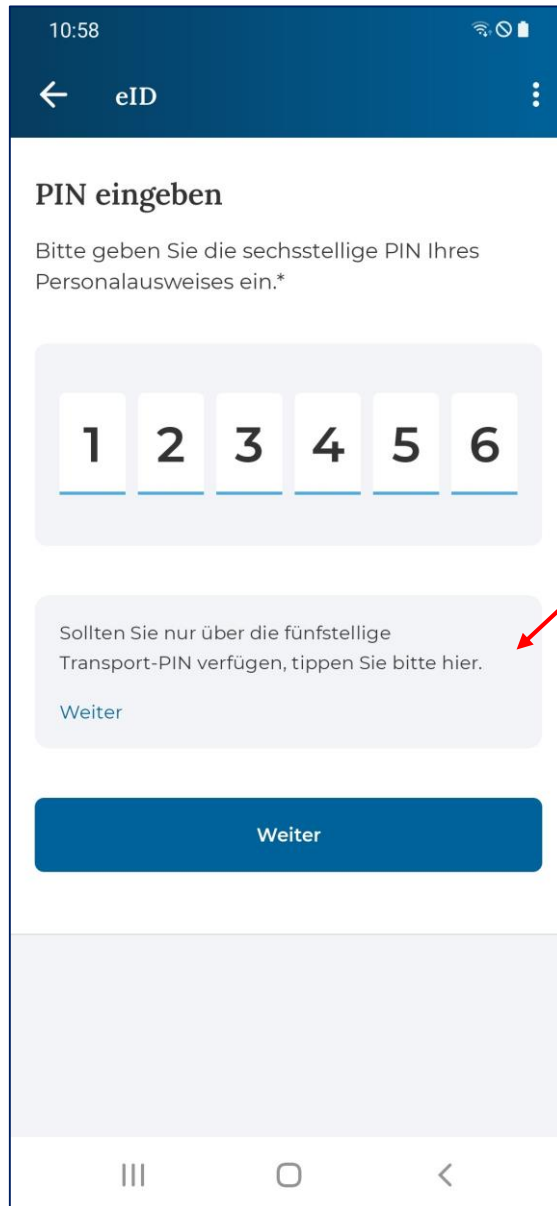 10:58
eID
PIN eingeben
Bitte geben Sie die sechsstellige PIN Ihres
Personalausweises ein.*
1 2 3 4 5 6
Sollten Sie nur über die fünfstellige
Transport-PIN verfügen, tippen Sie bitte hier.
Weiter
Weiter